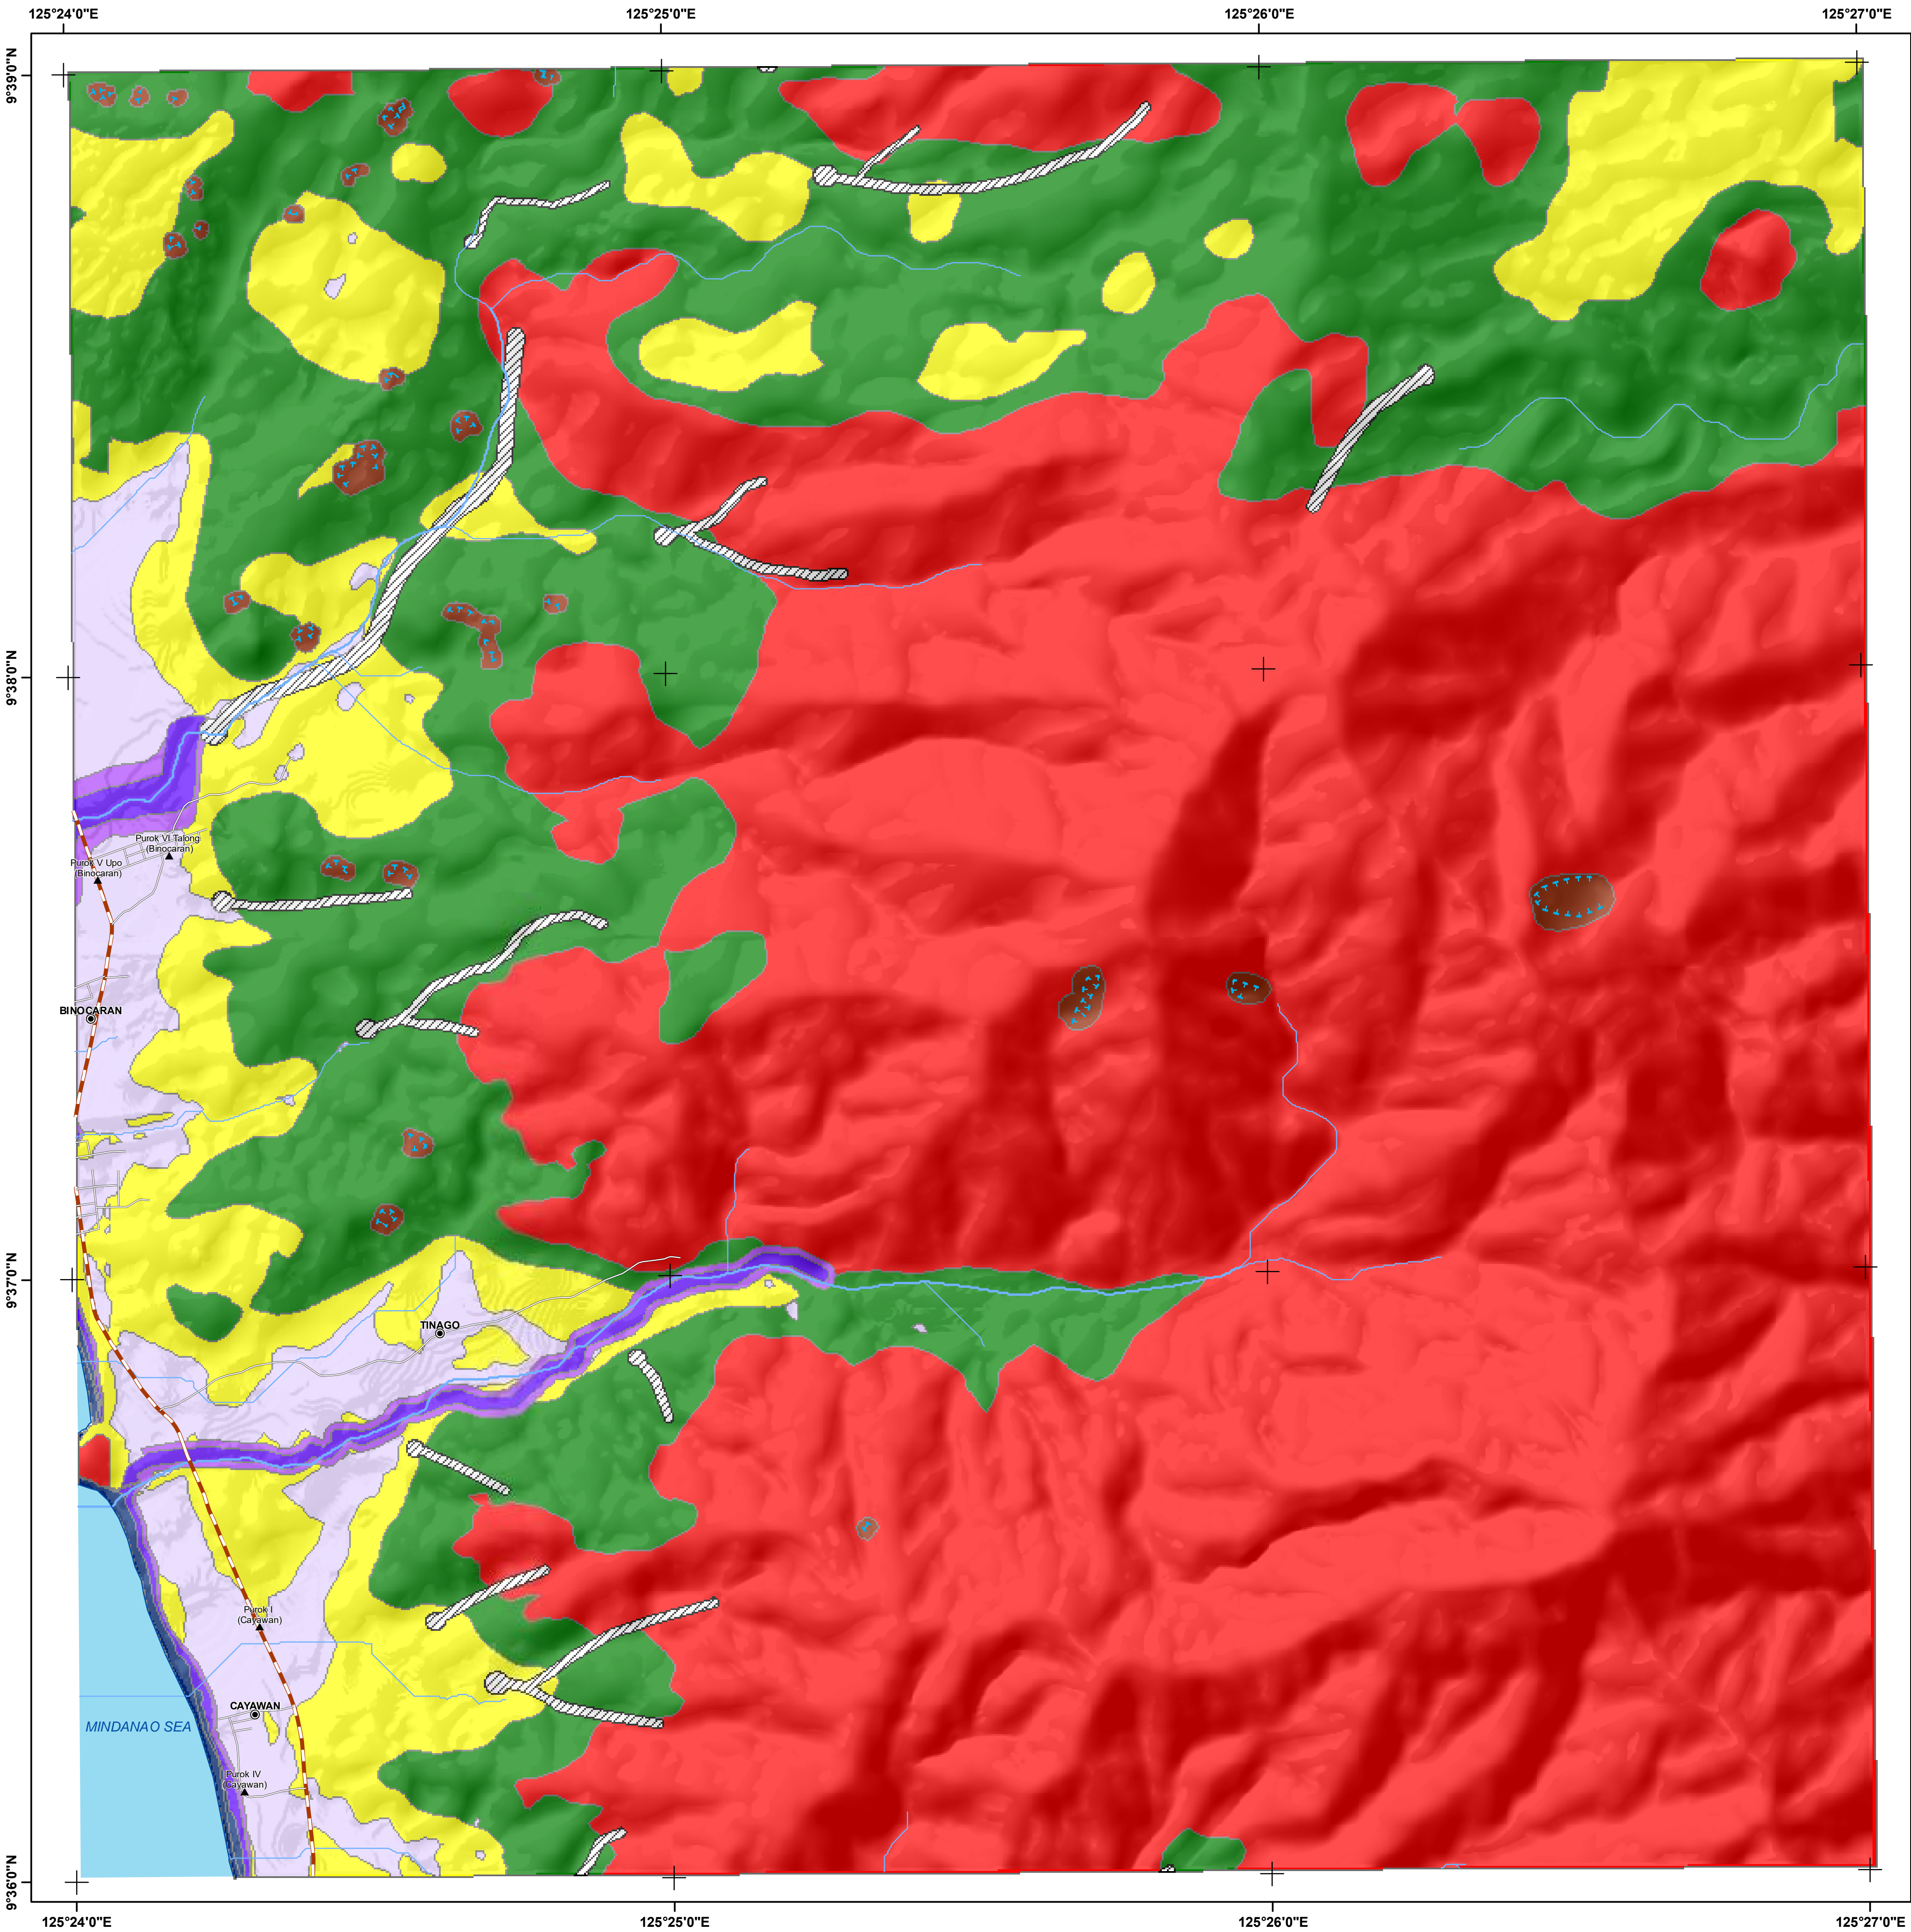 125°24'0"E
125°25'0"E
125°26'0"E
125°27'0"E
9°39'0"N
9°38'0"N
Purok VI Talong
(Binocaran)
Purok V Upo
(Binocaran)
BINOCARAN
9°37'0"N
TINAGO
Purok I
(Cayawan)
CAYAWAN
MINDANAO SEA
Purok IV
(Cayawan)
9°36'0"N
125°24'0"E
125°25'0"E
125°26'0"E
125°27'0"E